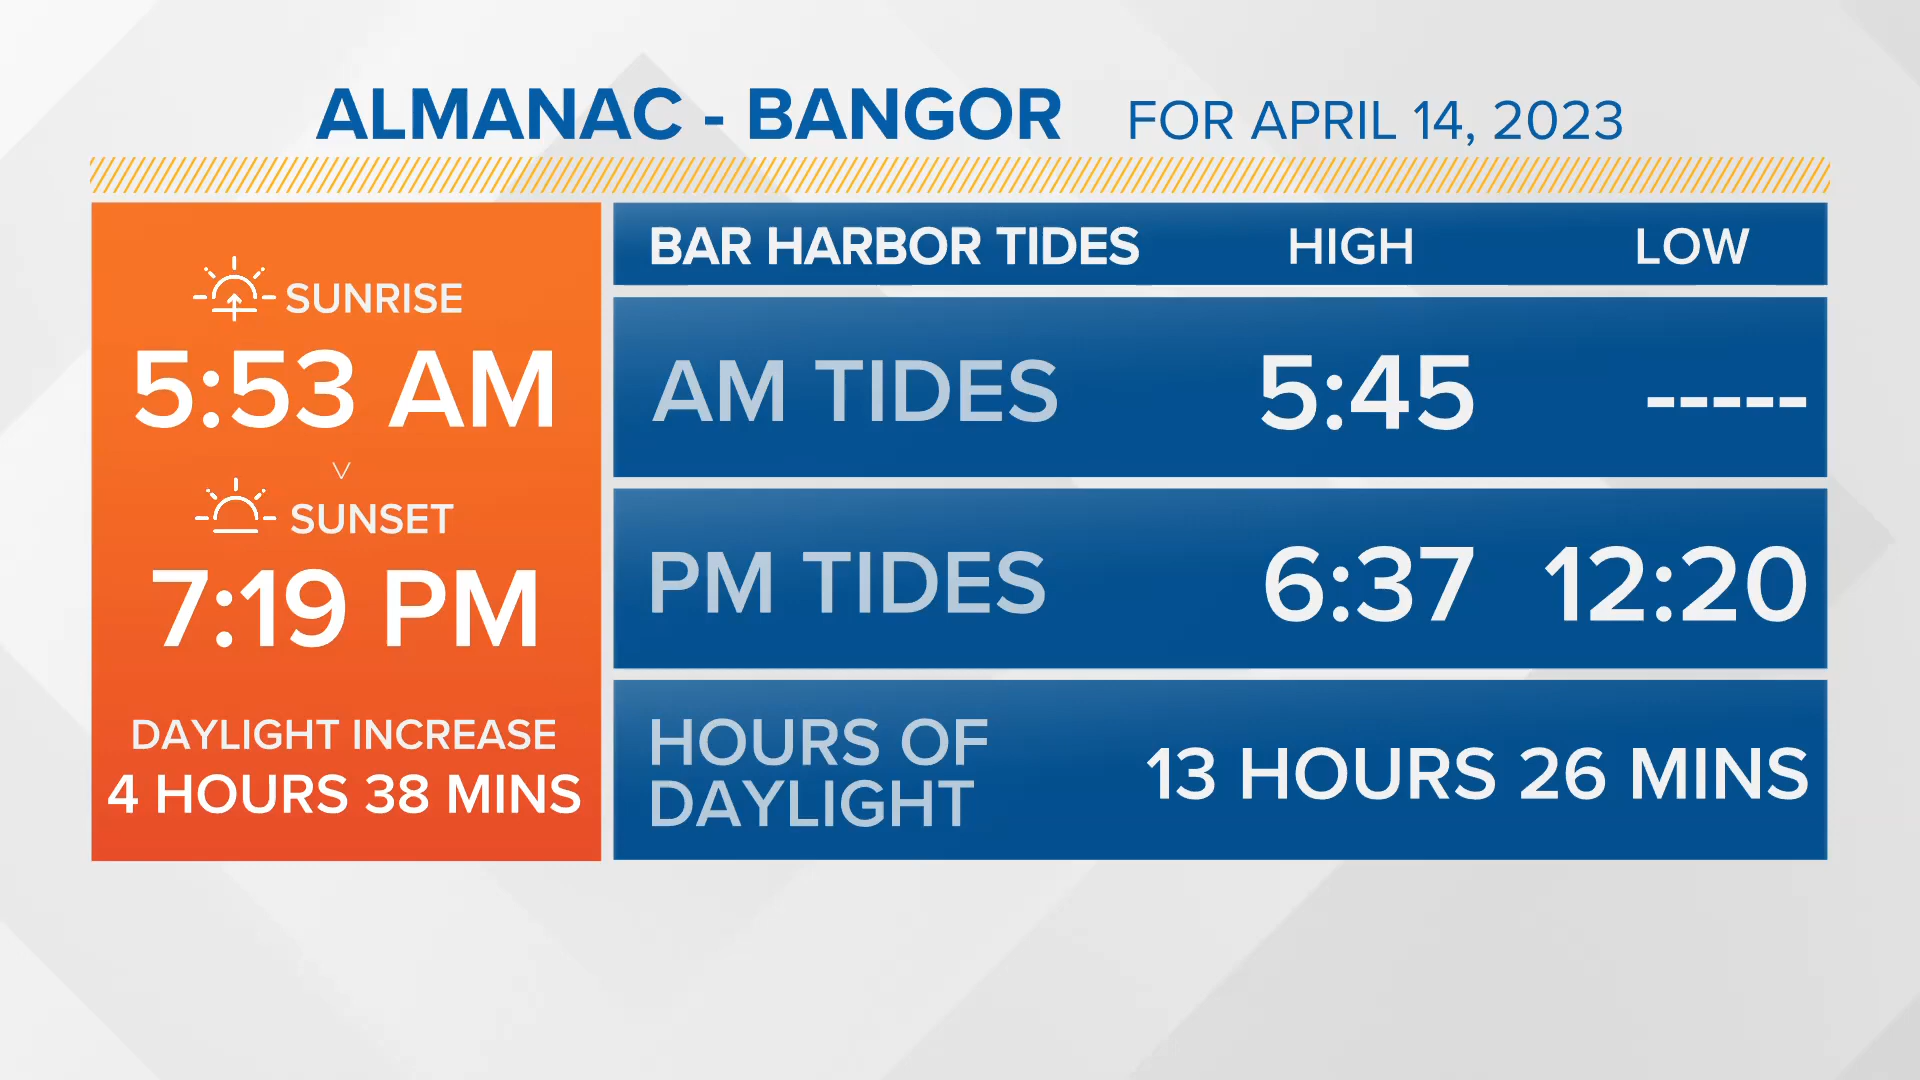 ALMANAC - BANGOR FOR APRIL 14, 2023
SUNRISE
5:53 AM
SUNSET
7:19 PM
DAYLIGHT INCREASE
4 HOURS 38 MINS
BAR HARBOR TIDES HIGH LOW
AM TIDES 5:45 -----
PM TIDES 6:37 12:20
HOURS OF
DAYLIGHT
13 HOURS 26 MINS